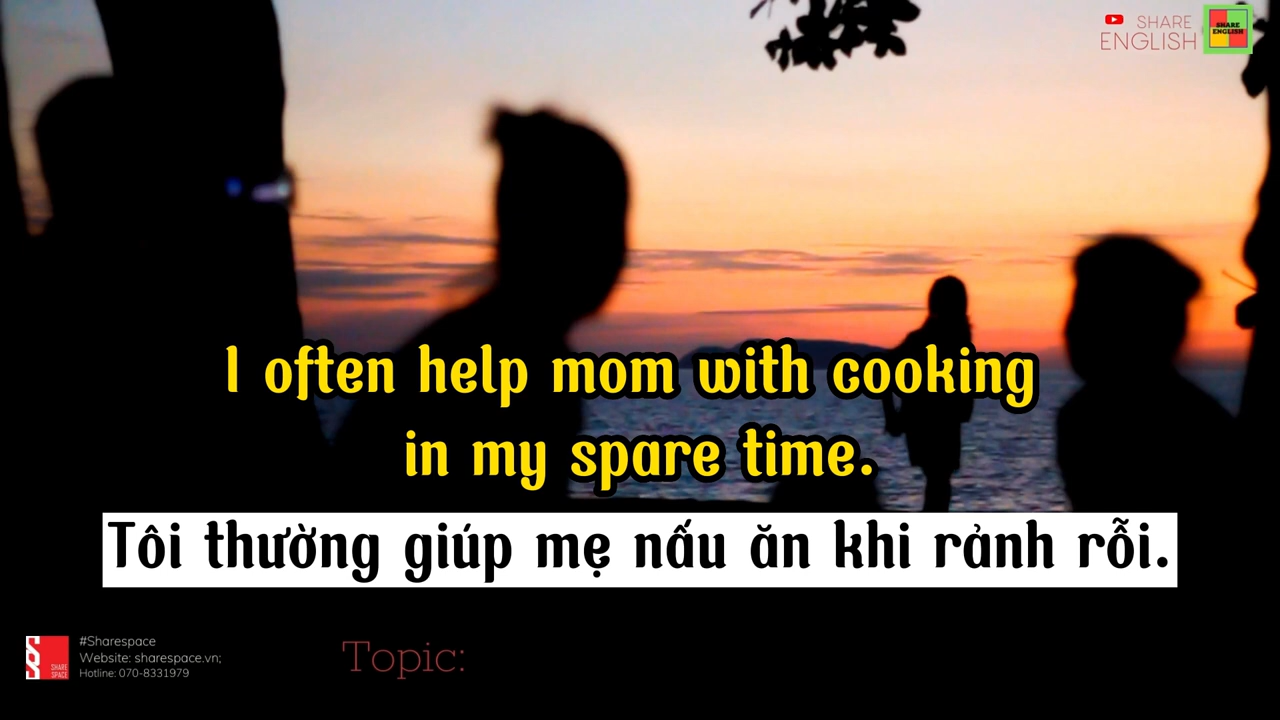 SHARE
ENGLISH
SHARE
ENGLISH
I often help mom with cooking
in my spare time.
Tôi thường giúp mẹ nấu ăn khi rảnh rỗi.
SHARE
SPACE
#Sharespace
Website: sharespace.vn;
Hotline: 070-8331979
Topic: